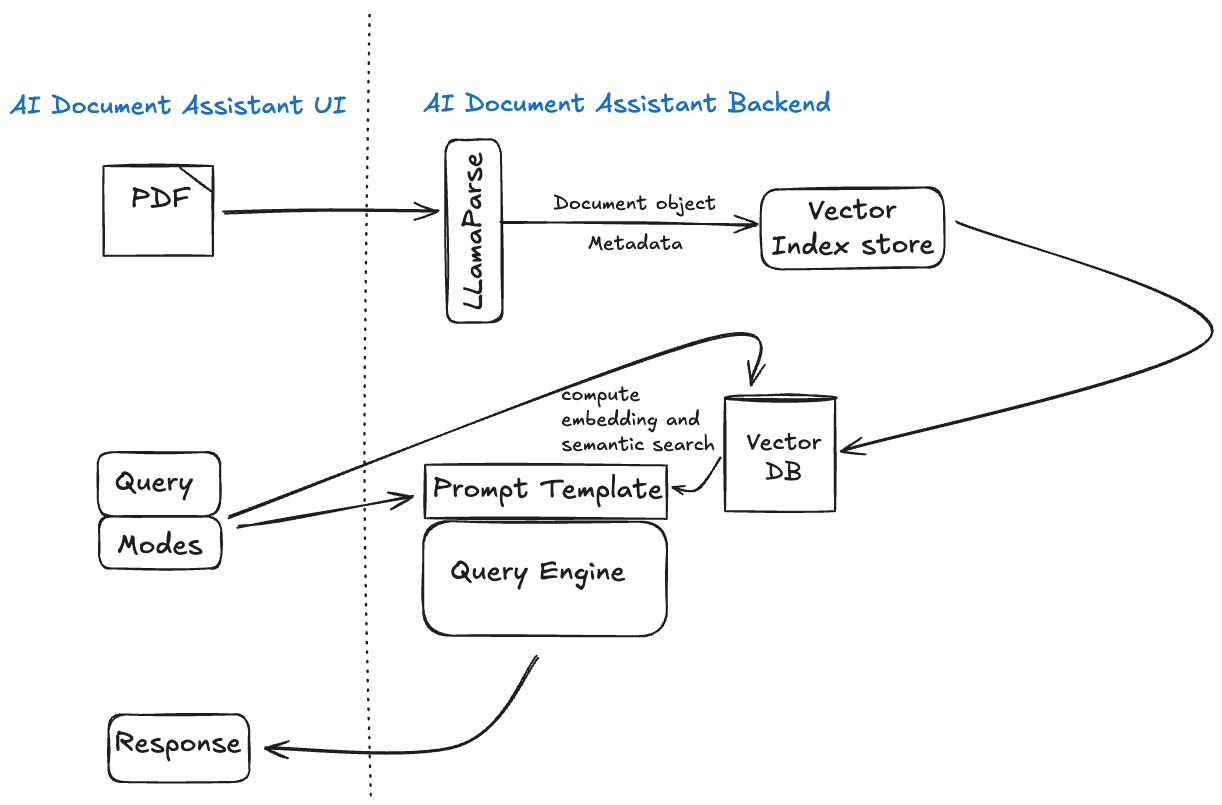 AI Document Assistant UI
AI Document Assistant Backend
PDF
LLamaParse
Document object
Metadata
Vector
Index store
compute
embedding and
semantic search
Vector
DB
Query
Modes
Prompt Template
Query Engine
Response